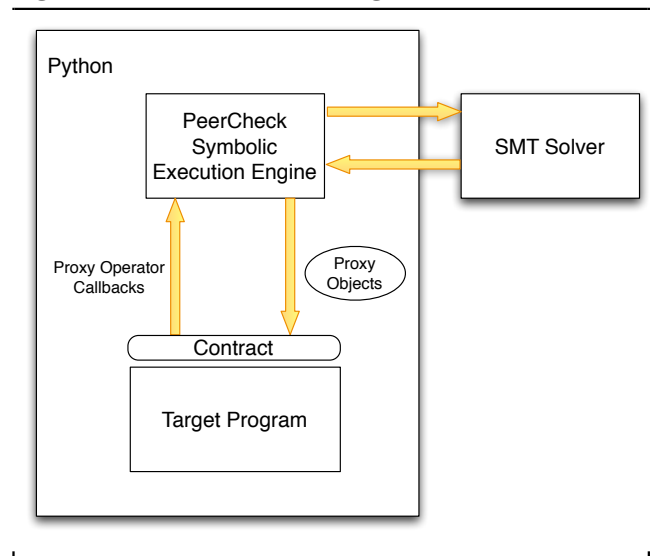 Python
PeerCheck
Symbolic
Execution Engine
SMT Solver
Proxy Operator
Callbacks
Proxy
Objects
Contract
Target Program